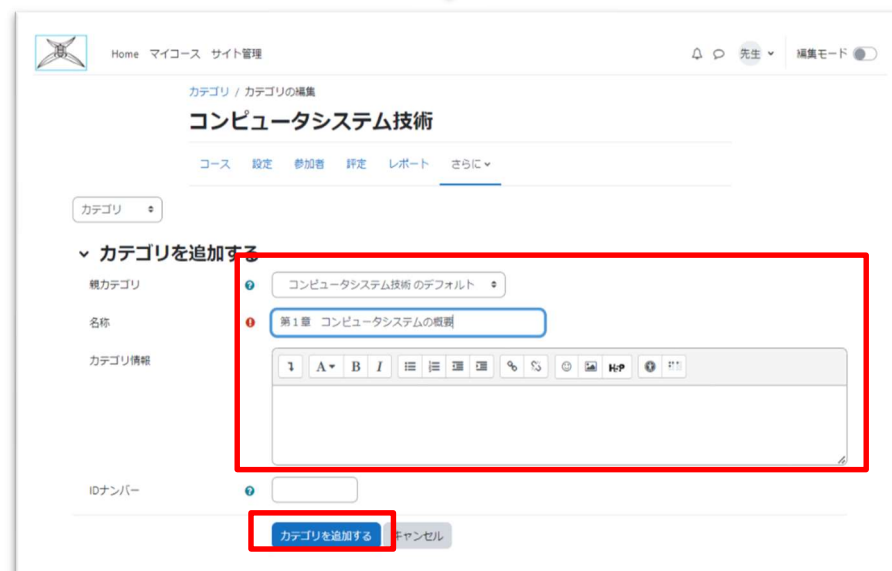 Home マイコース サイト管理 先生 編集モード
カテゴリ / カテゴリの編集
コンピュータシステム技術
コース 設定 参加者 評定 レポート さらに
カテゴリ
カテゴリを追加する
親カテゴリ コンピュータシステム技術 のデフォルト
名称 第１章 コンピュータシステムの概要
カテゴリ情報
A B I H-P
IDナンバー
カテゴリを追加する キャンセル